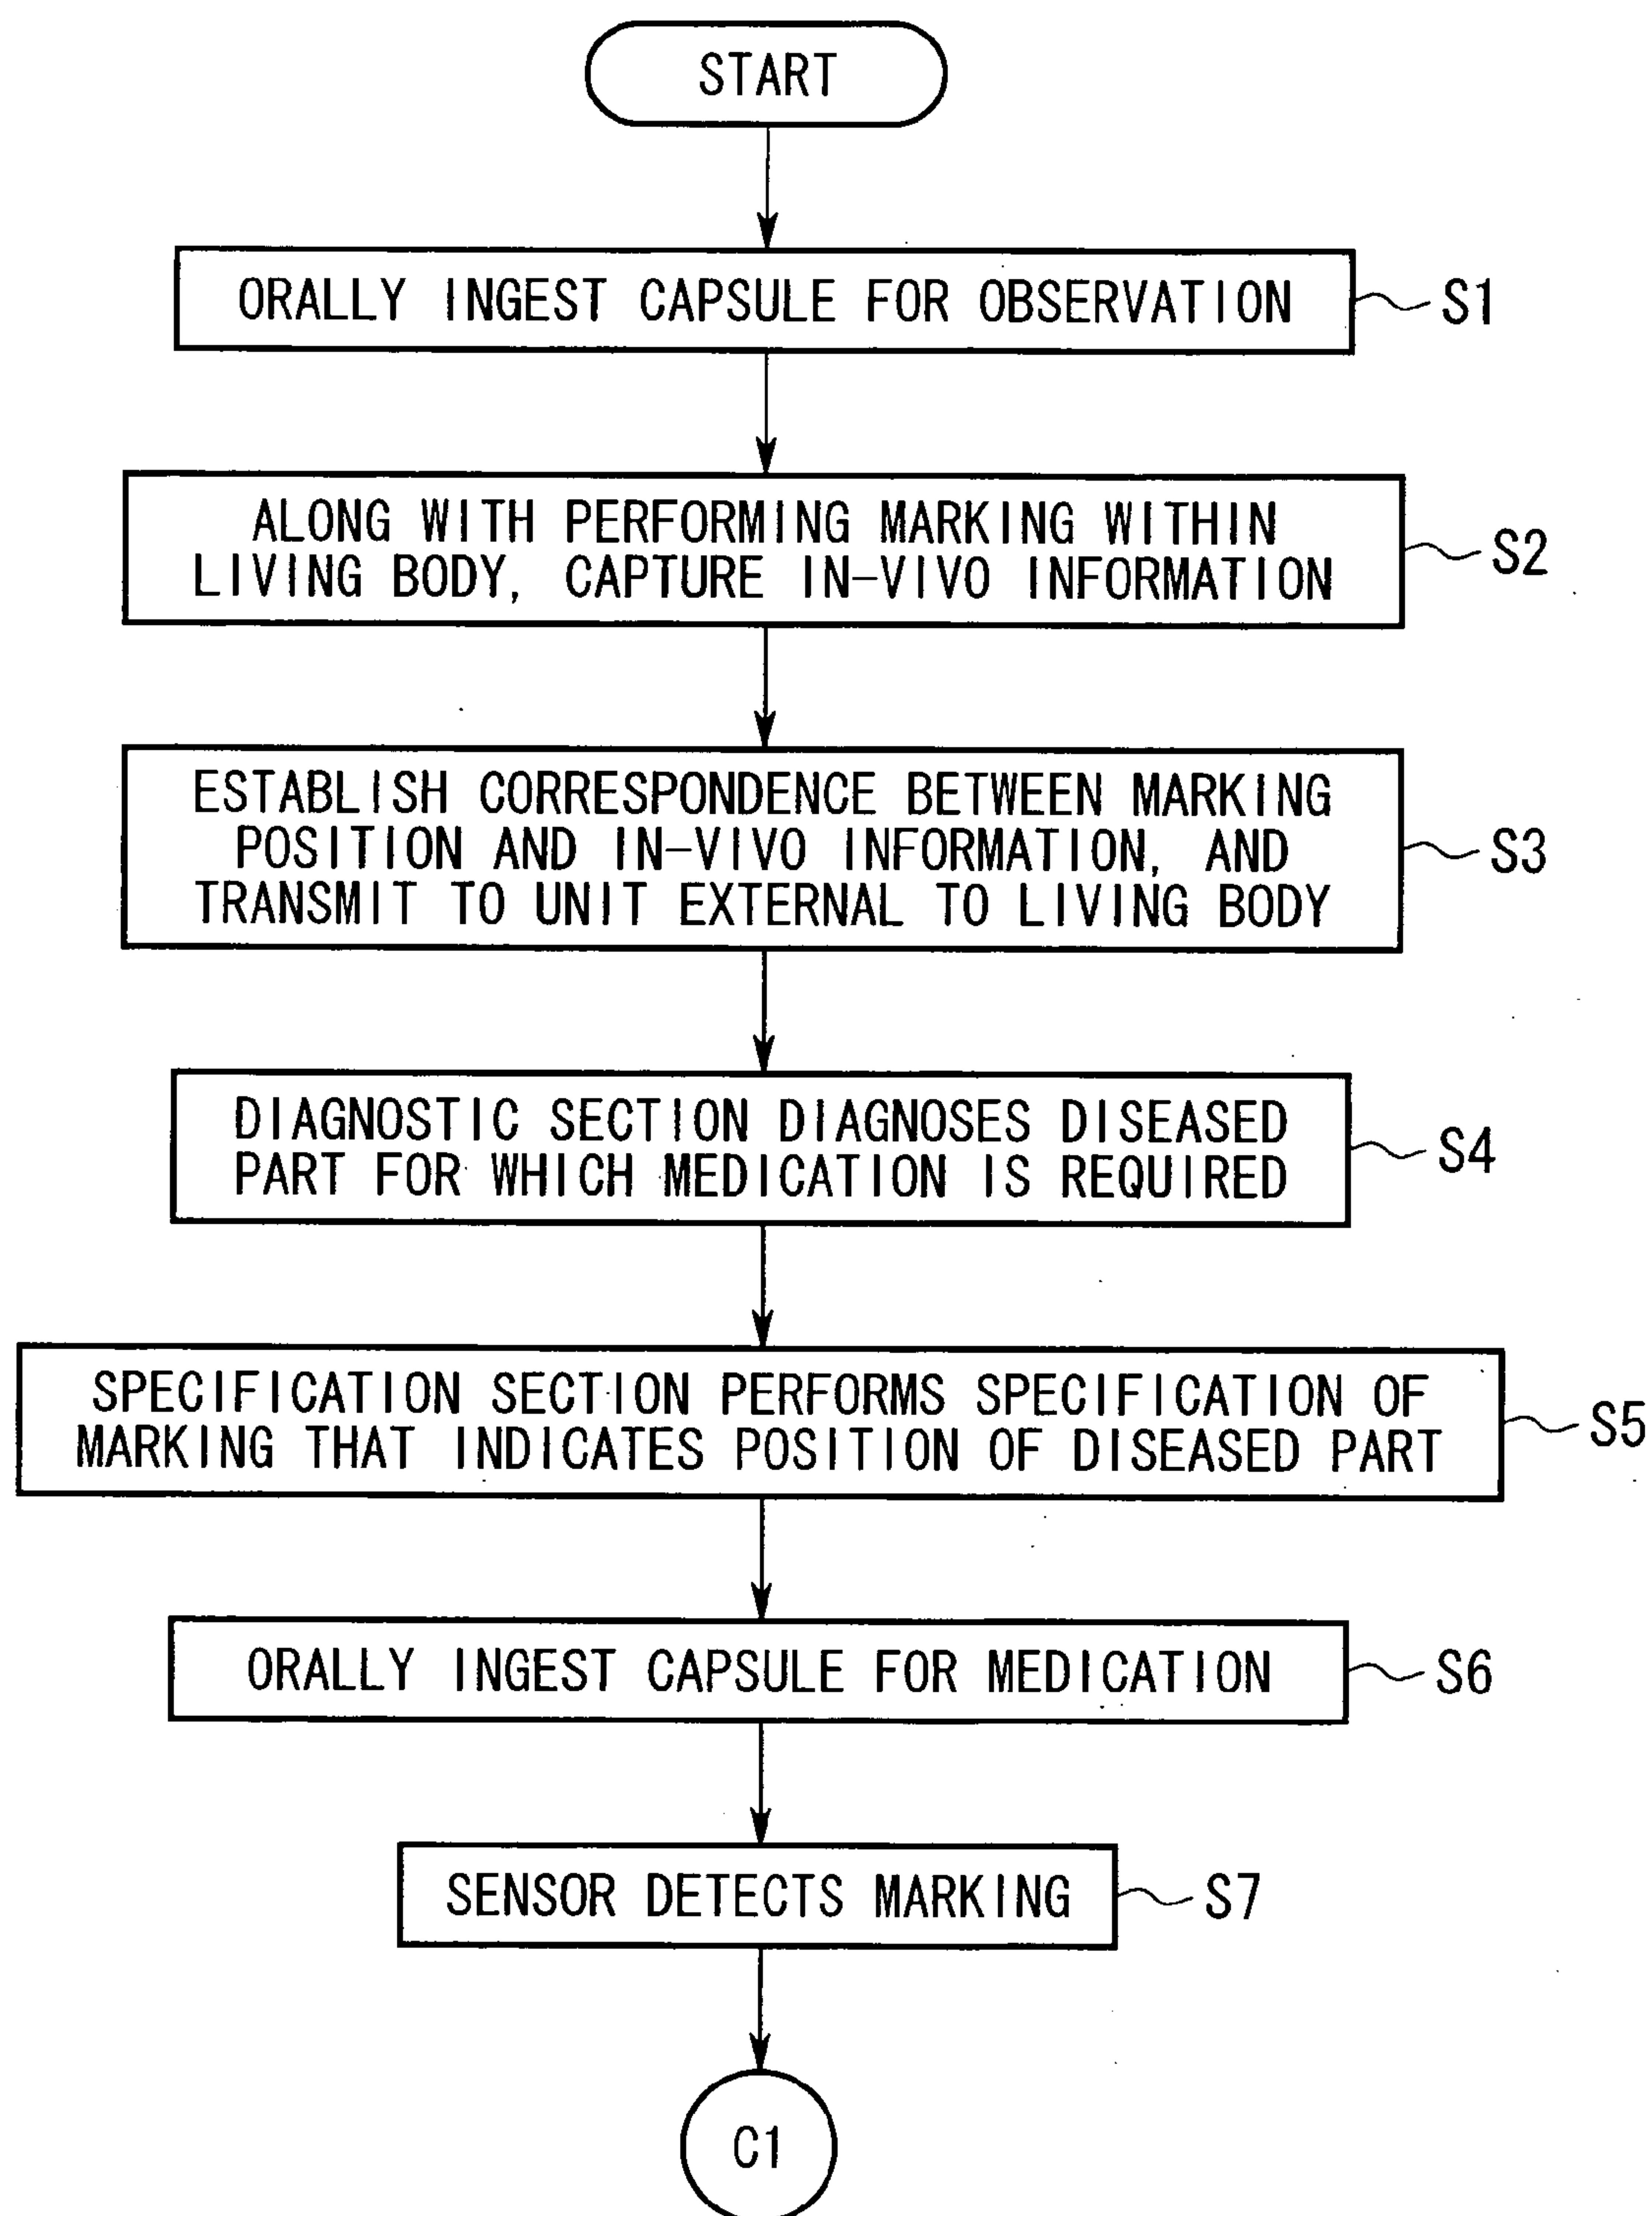 START
ORALLY INGEST CAPSULE FOR OBSERVATION
S1
ALONG WITH PERFORMING MARKING WITHIN
LIVING BODY, CAPTURE IN-VIVO INFORMATION
S2
ESTABLISH CORRESPONDENCE BETWEEN MARKING
POSITION AND IN-VIVO INFORMATION, AND
TRANSMIT TO UNIT EXTERNAL TO LIVING BODY
S3
DIAGNOSTIC SECTION DIAGNOSES DISEASED
PART FOR WHICH MEDICATION IS REQUIRED
S4
SPECIFICATION SECTION PERFORMS SPECIFICATION OF
MARKING THAT INDICATES POSITION OF DISEASED PART
S5
ORALLY INGEST CAPSULE FOR MEDICATION
S6
SENSOR DETECTS MARKING
S7
C1